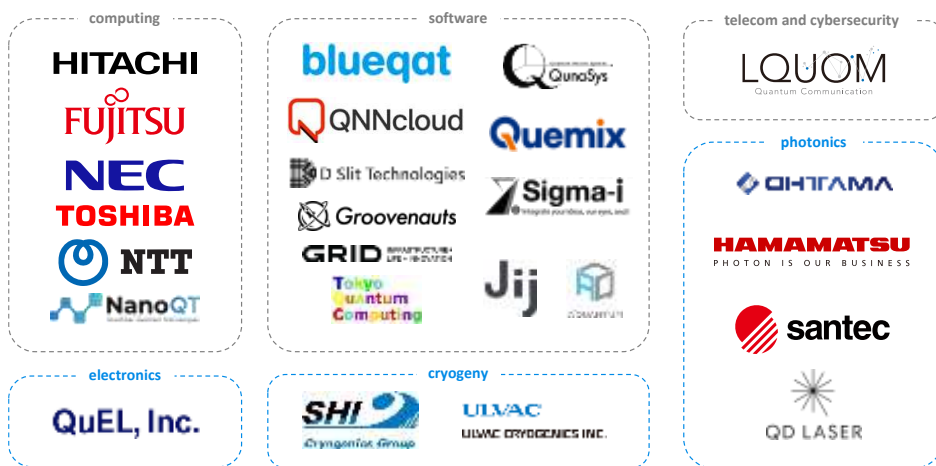 computing
HITACHI
FUJITSU
NEC
TOSHIBA
NTT
NanoQT
software
blueqat
QunaSys
QNNcloud
Quemix
D Slit Technologies
Sigma-i
Groovenauts
GRID
Tokyo
Quantum
Computing
Jij
telecom and cybersecurity
LQUOM
Quantum Communication
photonics
OHTAMA
HAMAMATSU
PHOTON IS OUR BUSINESS
santec
QD LASER
electronics
QuEL, Inc.
cryogeny
SHI
Cryogenics Group
ULVAC
ULVAC CRYOGENICS INC.